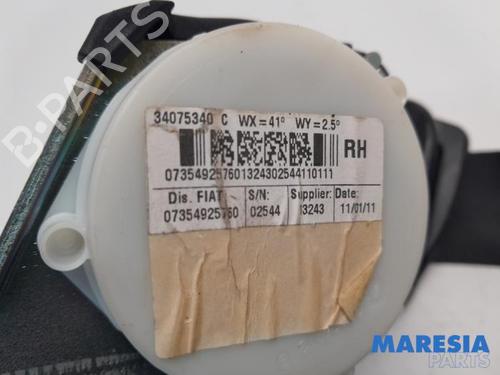 B-PARTS
34075340 C WX=41° WY=2.5°
RH
07354925760132430254411O111
Dis. FIAT S/N: Supplier: Date:
07354925760 02544 13243 11/01/11
MARESIA
PARTS